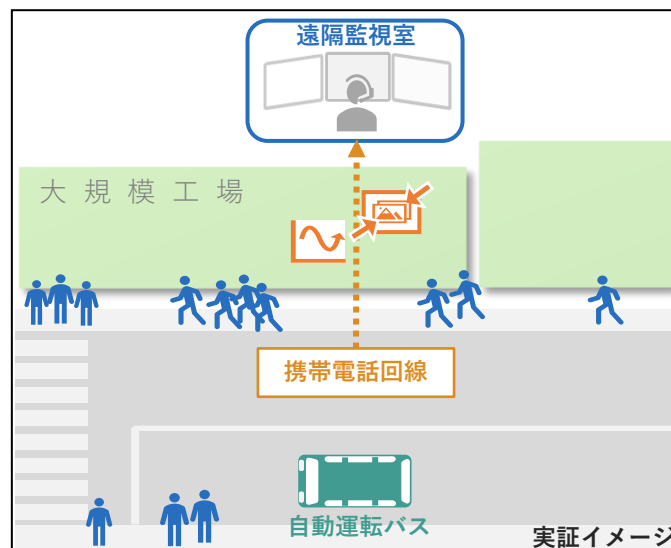 遠隔監視室
大規模工場
携帯電話回線
自動運転バス
実証イメージ